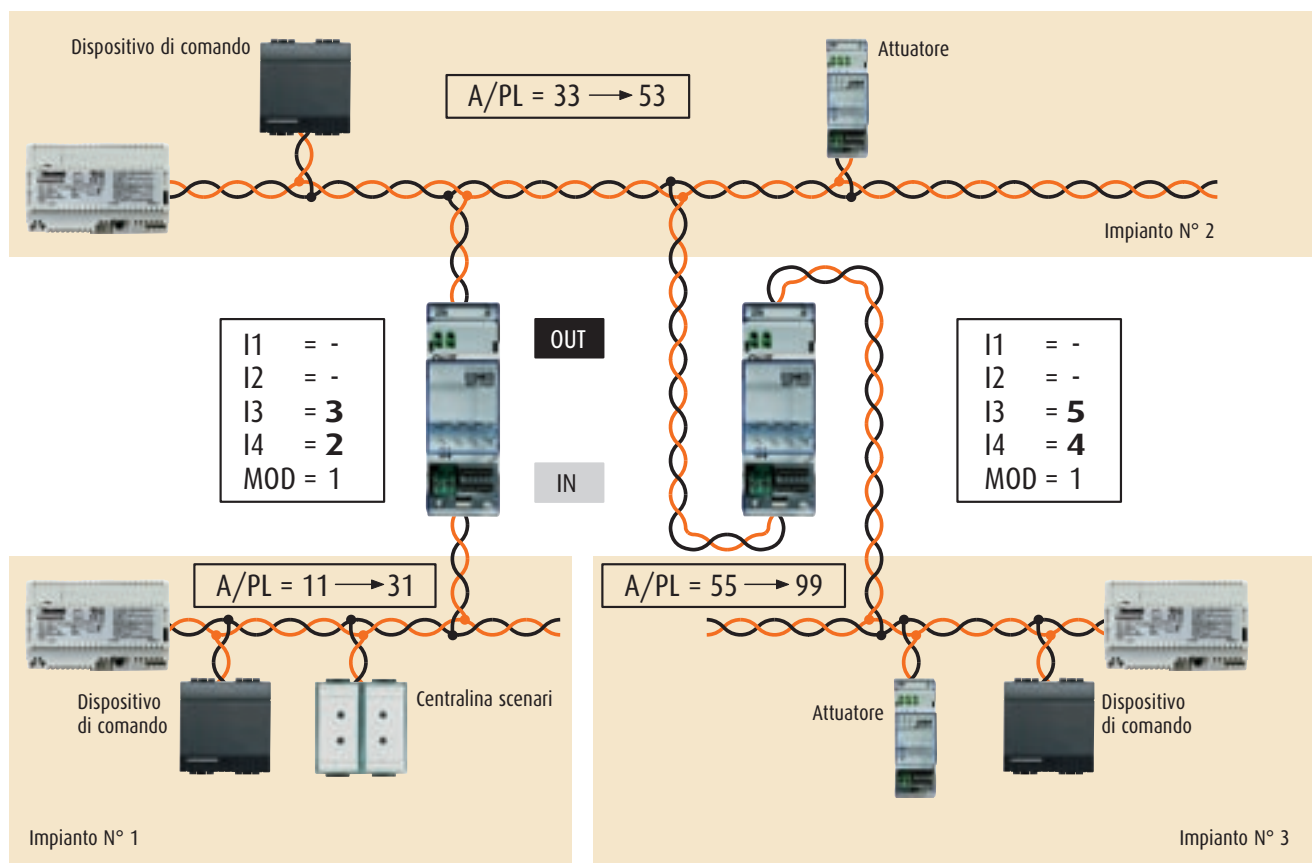 Dispositivo di comando
Attuatore
A/PL = 33 → 53
Impianto N° 2
I1 = -
I2 = -
I3 = 3
I4 = 2
MOD = 1
OUT
IN
I1 = -
I2 = -
I3 = 5
I4 = 4
MOD = 1
A/PL = 11 → 31
Dispositivo
di comando
Centralina scenari
Impianto N° 1
A/PL = 55 → 99
Attuatore
Dispositivo
di comando
Impianto N° 3